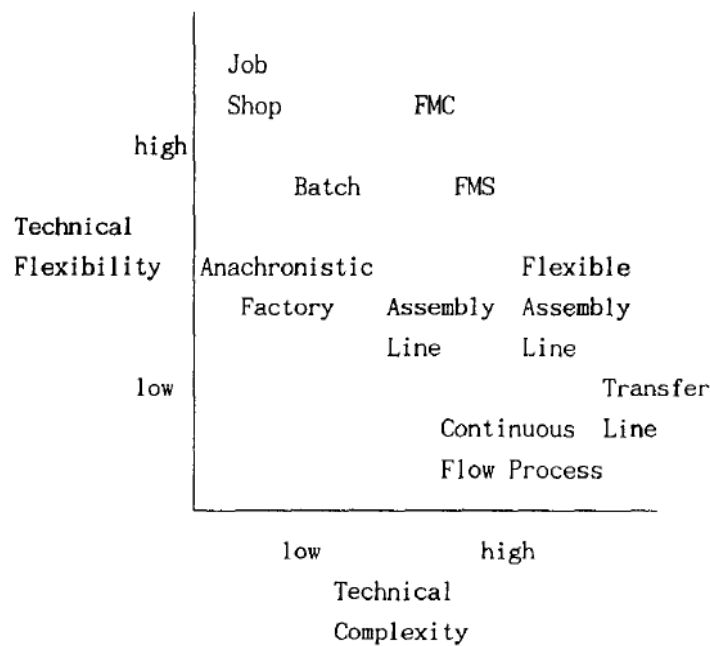 Job
Shop FMC
high
Batch FMS
Technical
Flexibility Anachronistic Flexible
Factory Assembly Assembly
Line Line
low Transfer
Continuous Line
Flow Process
low high
Technical
Complexity